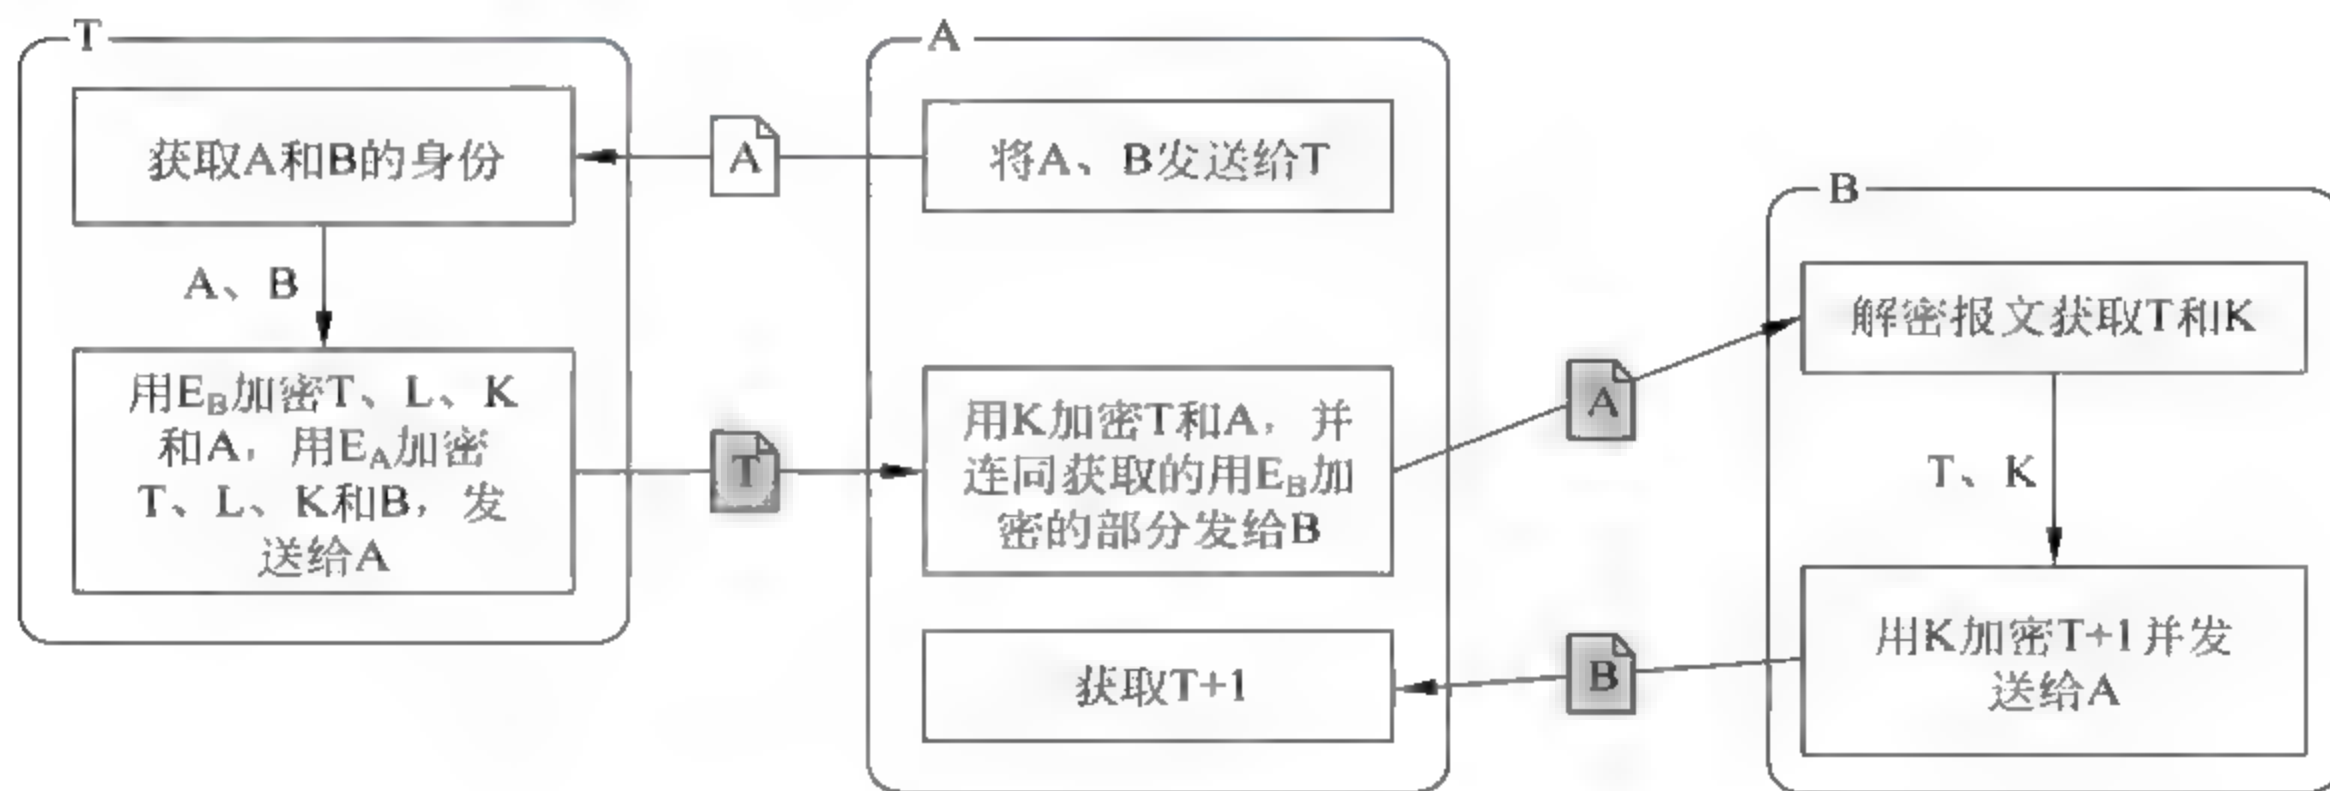 T
获取A和B的身份
A、B
用E_B加密T、L、K
和A，用E_A加密
T、L、K和B，发
送给A
A
T
A
将A、B发送给T
用K加密T和A，并
连同获取的用E_B加
密的部分发给B
获取T+1
A
B
B
解密报文获取T和K
T、K
用K加密T+1并发
送给A